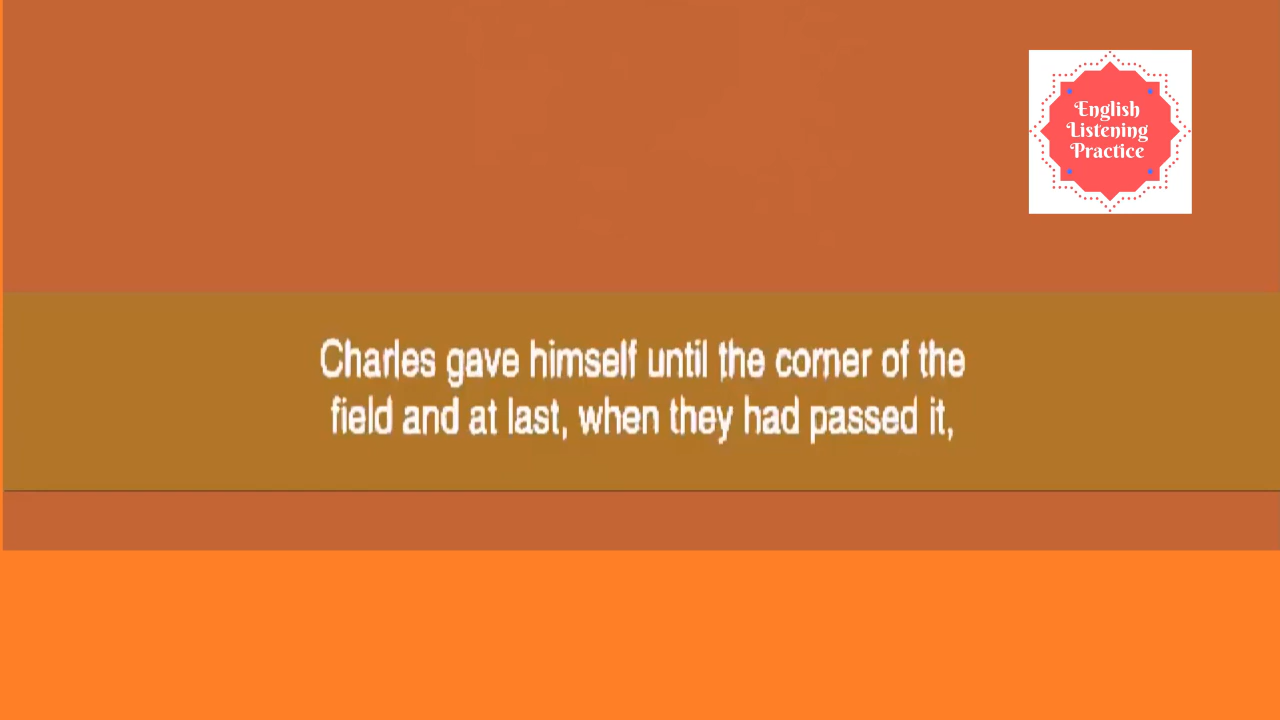 English
Listening
Practice
Charles gave himself until the corner of the
field and at last, when they had passed it,